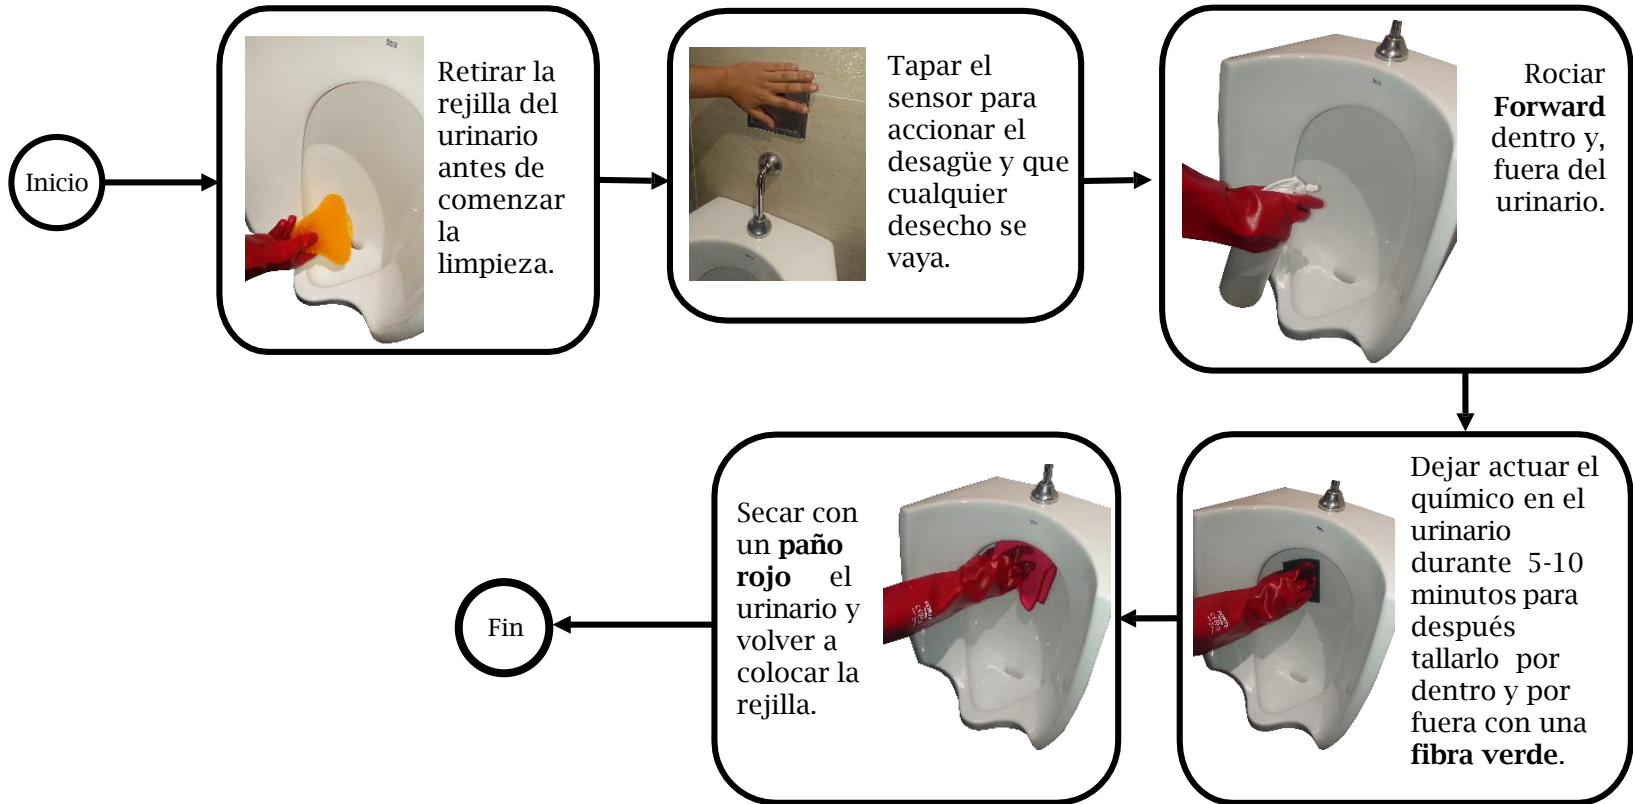 Inicio
Retirar la
rejilla del
urinario
antes de
comenzar
la
limpieza.
Tapar el
sensor para
accionar el
desagüe y que
cualquier
desecho se
vaya.
Rociar
Forward
dentro y,
fuera del
urinario.
Dejar actuar el
químico en el
urinario
durante 5-10
minutos para
después
tallarlo por
dentro y por
fuera con una
fibra verde.
Secar con
un paño
rojo el
urinario y
volver a
colocar la
rejilla.
Fin